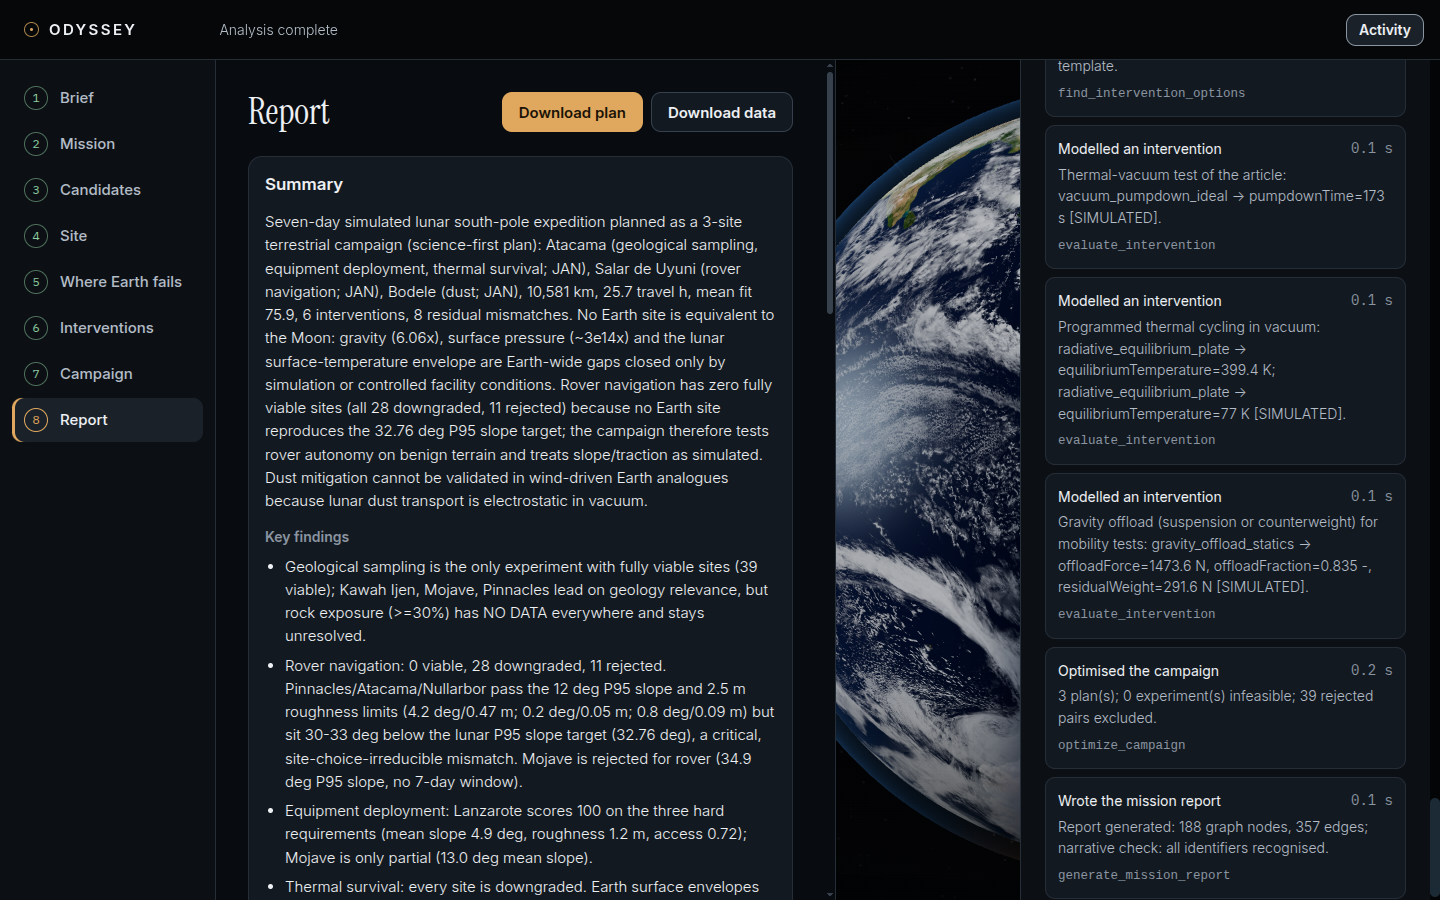 ODYSSEY
Analysis complete
Activity
1 Brief
2 Mission
3 Candidates
4 Site
5 Where Earth fails
6 Interventions
7 Campaign
8 Report
Report
Download plan
Download data
Summary
Seven-day simulated lunar south-pole expedition planned as a 3-site
terrestrial campaign (science-first plan): Atacama (geological sampling,
equipment deployment, thermal survival; JAN), Salar de Uyuni (rover
navigation; JAN), Bodele (dust; JAN), 10,581 km, 25.7 travel h, mean fit
75.9, 6 interventions, 8 residual mismatches. No Earth site is equivalent to
the Moon: gravity (6.06x), surface pressure (~3e14x) and the lunar
surface-temperature envelope are Earth-wide gaps closed only by
simulation or controlled facility conditions. Rover navigation has zero fully
viable sites (all 28 downgraded, 11 rejected) because no Earth site
reproduces the 32.76 deg P95 slope target; the campaign therefore tests
rover autonomy on benign terrain and treats slope/traction as simulated.
Dust mitigation cannot be validated in wind-driven Earth analogues
because lunar dust transport is electrostatic in vacuum.
Key findings
• Geological sampling is the only experiment with fully viable sites (39
viable); Kawah Ijen, Mojave, Pinnacles lead on geology relevance, but
rock exposure (>=30%) has NO DATA everywhere and stays
unresolved.
• Rover navigation: 0 viable, 28 downgraded, 11 rejected.
Pinnacles/Atacama/Nullarbor pass the 12 deg P95 slope and 2.5 m
roughness limits (4.2 deg/0.47 m; 0.2 deg/0.05 m; 0.8 deg/0.09 m) but
sit 30-33 deg below the lunar P95 slope target (32.76 deg), a critical,
site-choice-irreducible mismatch. Mojave is rejected for rover (34.9
deg P95 slope, no 7-day window).
• Equipment deployment: Lanzarote scores 100 on the three hard
requirements (mean slope 4.9 deg, roughness 1.2 m, access 0.72);
Mojave is only partial (13.0 deg mean slope).
• Thermal survival: every site is downgraded. Earth surface envelopes
template.
find_intervention_options
Modelled an intervention 0.1 s
Thermal-vacuum test of the article:
vacuum_pumpdown_ideal → pumpdownTime=173
s [SIMULATED].
evaluate_intervention
Modelled an intervention 0.1 s
Programmed thermal cycling in vacuum:
radiative_equilibrium_plate →
equilibriumTemperature=399.4 K;
radiative_equilibrium_plate →
equilibriumTemperature=77 K [SIMULATED].
evaluate_intervention
Modelled an intervention 0.1 s
Gravity offload (suspension or counterweight) for
mobility tests: gravity_offload_statics →
offloadForce=1473.6 N, offloadFraction=0.835 -,
residualWeight=291.6 N [SIMULATED].
evaluate_intervention
Optimised the campaign 0.2 s
3 plan(s); 0 experiment(s) infeasible; 39 rejected
pairs excluded.
optimize_campaign
Wrote the mission report 0.1 s
Report generated: 188 graph nodes, 357 edges;
narrative check: all identifiers recognised.
generate_mission_report